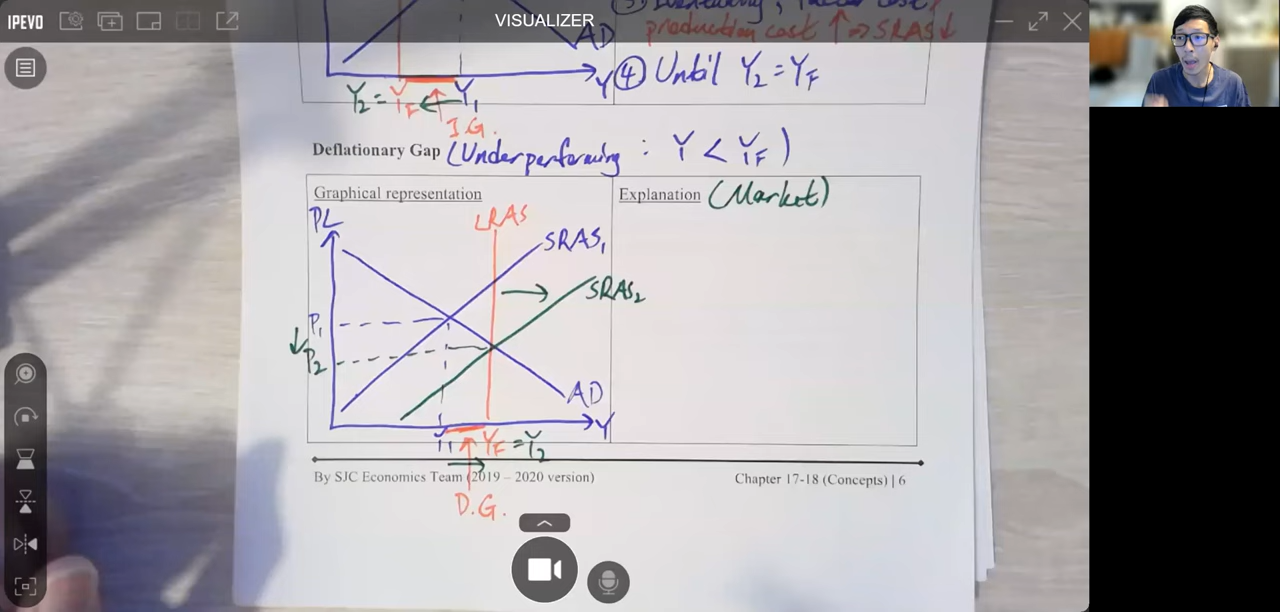 IPEVO
VISUALIZER
production cost ↑ ⇒ SRAS↓
AD
Y
④ Until Y2 = YF
Y2 = YF ← Y1
I.G.
Deflationary Gap (Underperforming : Y < YF)
Graphical representation
Explanation (Market)
PL
LRAS
SRAS1
SRAS2
P1
P2
AD
Y
Y1 YF = Y2
By SJC Economics Team (2019 – 2020 version)
Chapter 17-18 (Concepts) | 6
D.G.